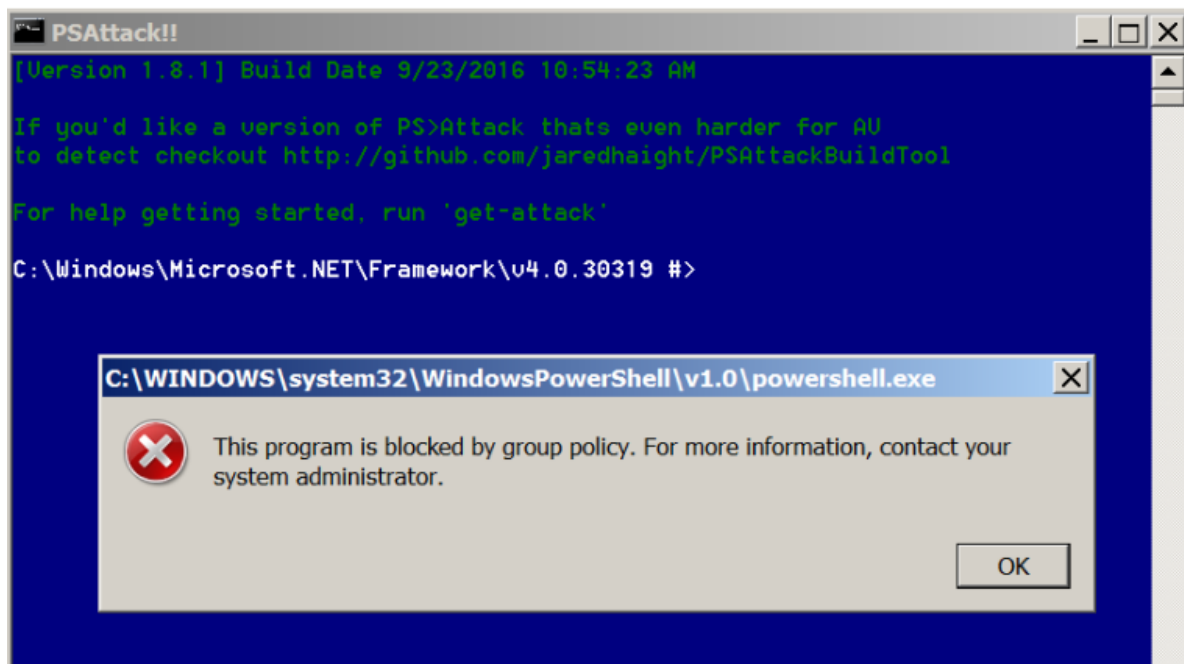 PSAttack!!
[Version 1.8.1] Build Date 9/23/2016 10:54:23 AM
If you'd like a version of PS>Attack thats even harder for AV
to detect checkout http://github.com/jaredhaight/PSAttackBuildTool
For help getting started, run 'get-attack'
C:\Windows\Microsoft.NET\Framework\v4.0.30319 #>
C:\WINDOWS\system32\WindowsPowerShell\v1.0\powershell.exe
This program is blocked by group policy. For more information, contact your
system administrator.
OK